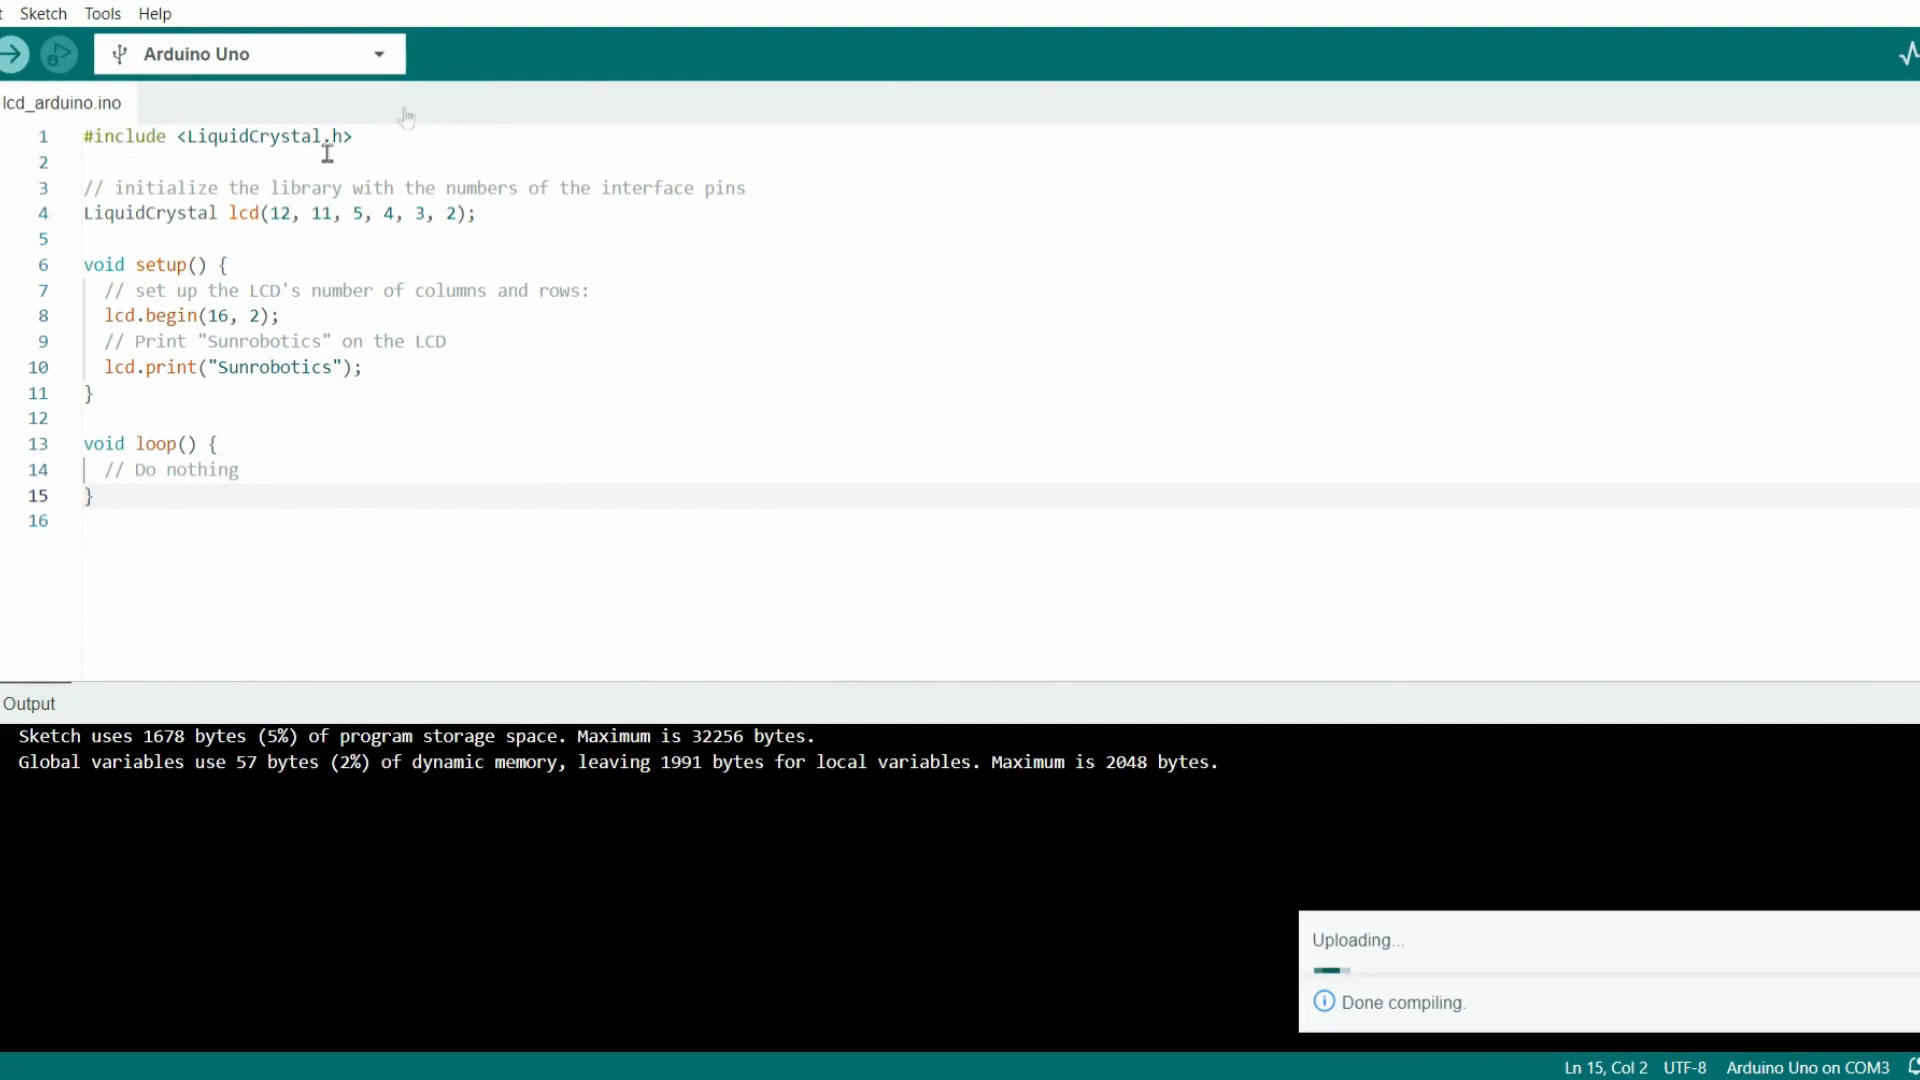 t Sketch Tools Help
Arduino Uno
lcd_arduino.ino
1 #include <LiquidCrystal.h>
2
3 // initialize the library with the numbers of the interface pins
4 LiquidCrystal lcd(12, 11, 5, 4, 3, 2);
5
6 void setup() {
7 // set up the LCD's number of columns and rows:
8 lcd.begin(16, 2);
9 // Print "Sunrobotics" on the LCD
10 lcd.print("Sunrobotics");
11 }
12
13 void loop() {
14 // Do nothing
15 }
16
Output
Sketch uses 1678 bytes (5%) of program storage space. Maximum is 32256 bytes.
Global variables use 57 bytes (2%) of dynamic memory, leaving 1991 bytes for local variables. Maximum is 2048 bytes.
Uploading...
Done compiling.
Ln 15, Col 2 UTF-8 Arduino Uno on COM3